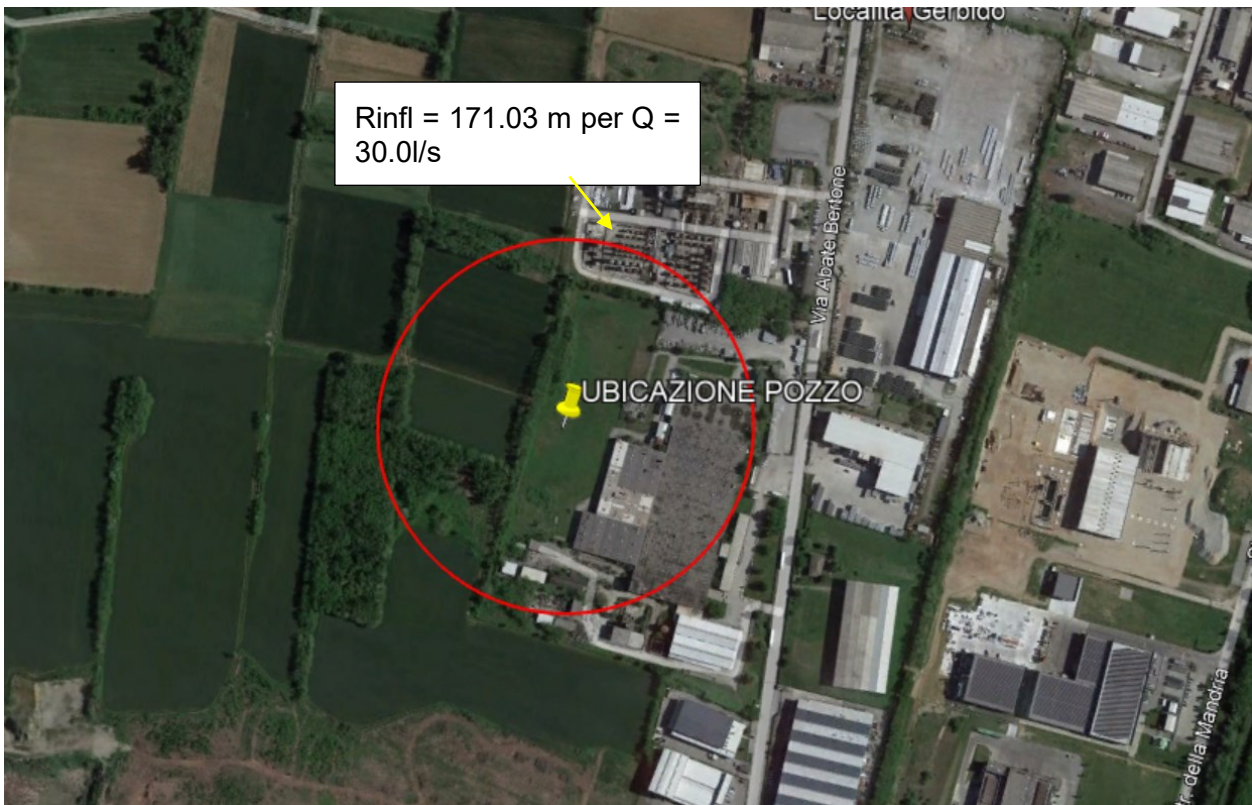 Località Gerbido
Rinfl = 171.03 m per Q =
30.0l/s
Via Abate Bertone
UBICAZIONE POZZO
r. della Mandria